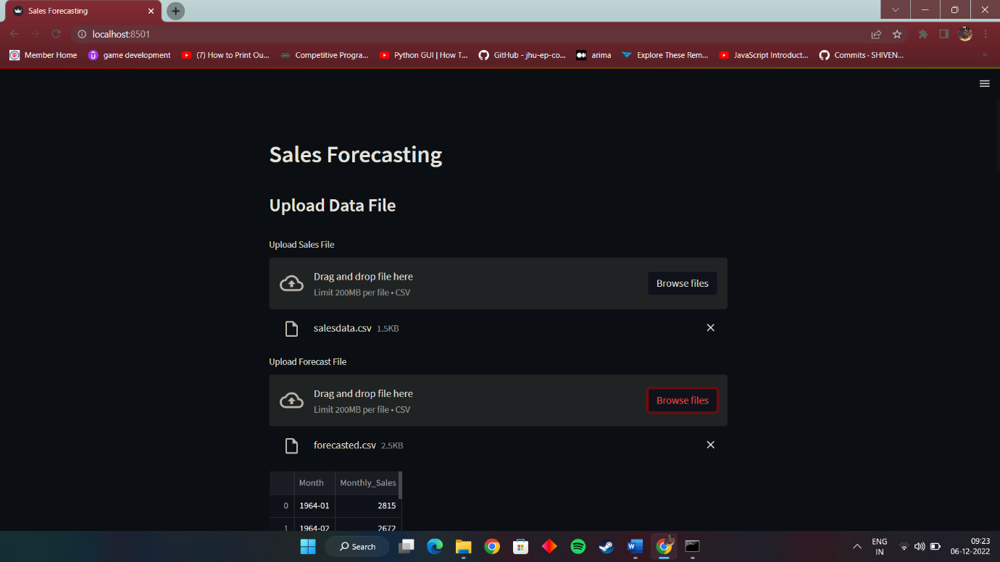 Sales Forecasting
localhost:8501
Member Home
game development
(7) How to Print Ou...
Competitive Progra...
Python GUI | How T...
GitHub - jhu-ep-co...
arima
Explore These Rem...
JavaScript Introduct...
Commits · SHIVEN...
Sales Forecasting
Upload Data File
Upload Sales File
Drag and drop file here
Limit 200MB per file • CSV
Browse files
salesdata.csv 1.5KB
Upload Forecast File
Drag and drop file here
Limit 200MB per file • CSV
Browse files
forecasted.csv 2.5KB
Month Monthly_Sales
0 1964-01 2815
1 1964-02 2672
Search
ENG
IN
09:23
06-12-2022